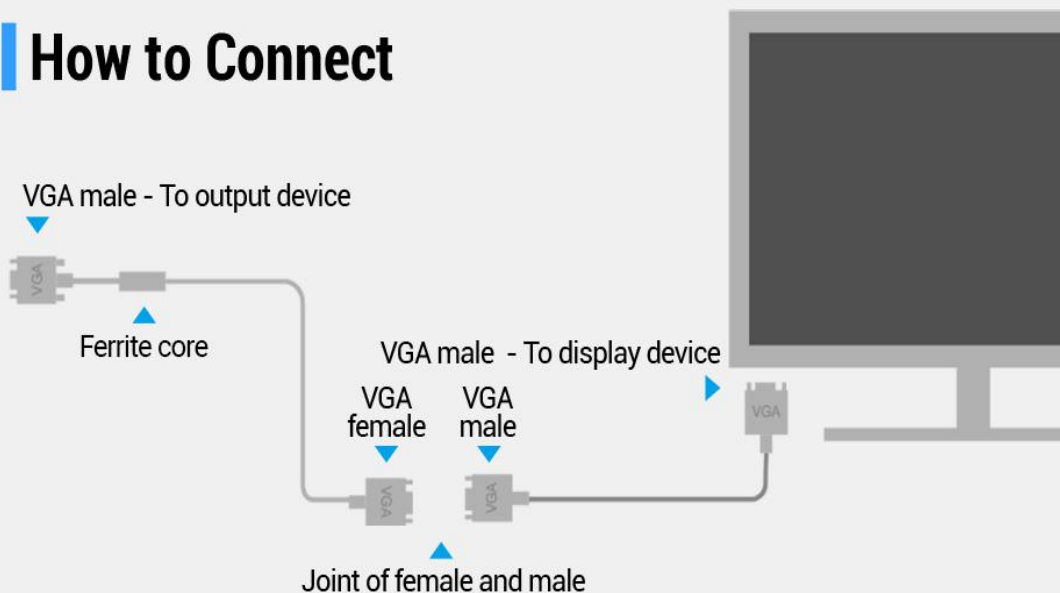 How to Connect
VGA male - To output device
VGA
Ferrite core
VGA male - To display device
VGA
VGA
female
VGA
male
VGA
VGA
Joint of female and male